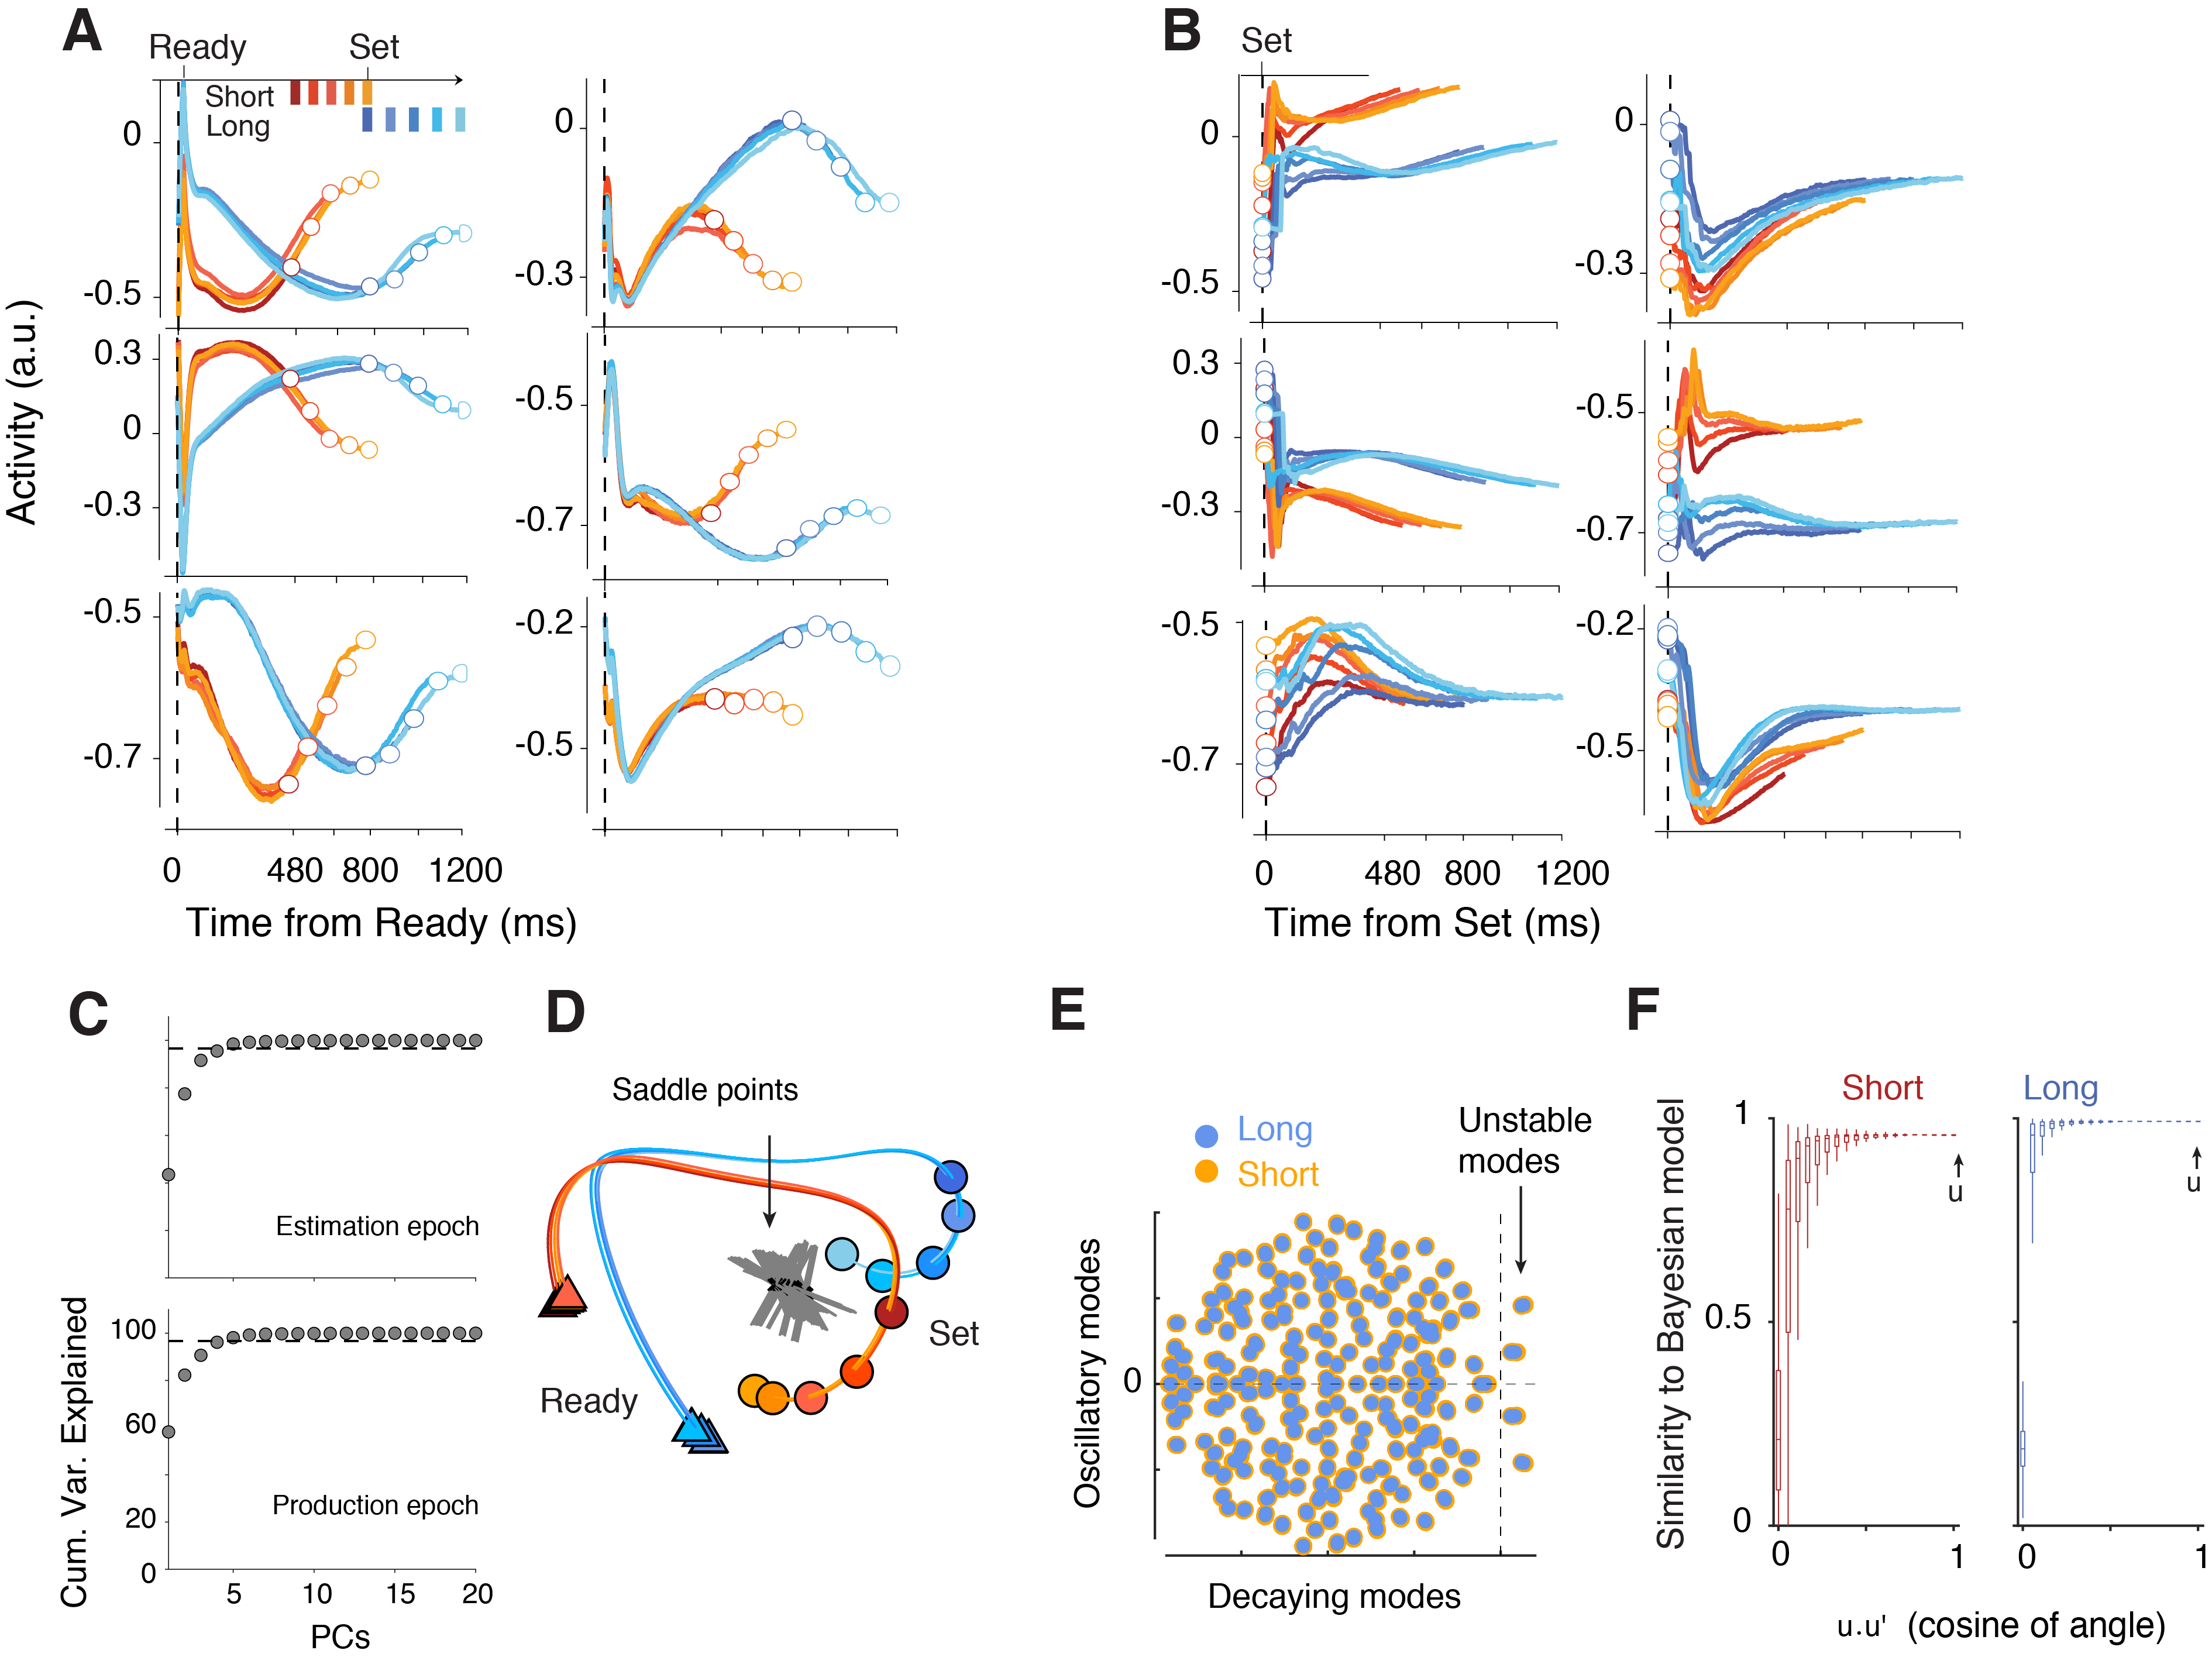 A
Ready
Set
Short
Long
Activity (a.u.)
0
-0.5
0.3
0
-0.3
-0.5
-0.7
0
-0.3
-0.5
-0.7
-0.2
-0.5
0
480
800
1200
Time from Ready (ms)
B
Set
0
-0.5
0.3
0
-0.3
-0.5
-0.7
0
-0.3
-0.5
-0.7
-0.2
-0.5
0
480
800
1200
Time from Set (ms)
C
Cum. Var. Explained
Estimation epoch
100
60
20
0
Production epoch
5
10
15
20
PCs
D
Saddle points
Set
Ready
E
Long
Short
Unstable
modes
Oscillatory modes
0
Decaying modes
F
Short
Long
Similarity to Bayesian model
1
0.5
0
u
u
0
1
0
1
u.u' (cosine of angle)